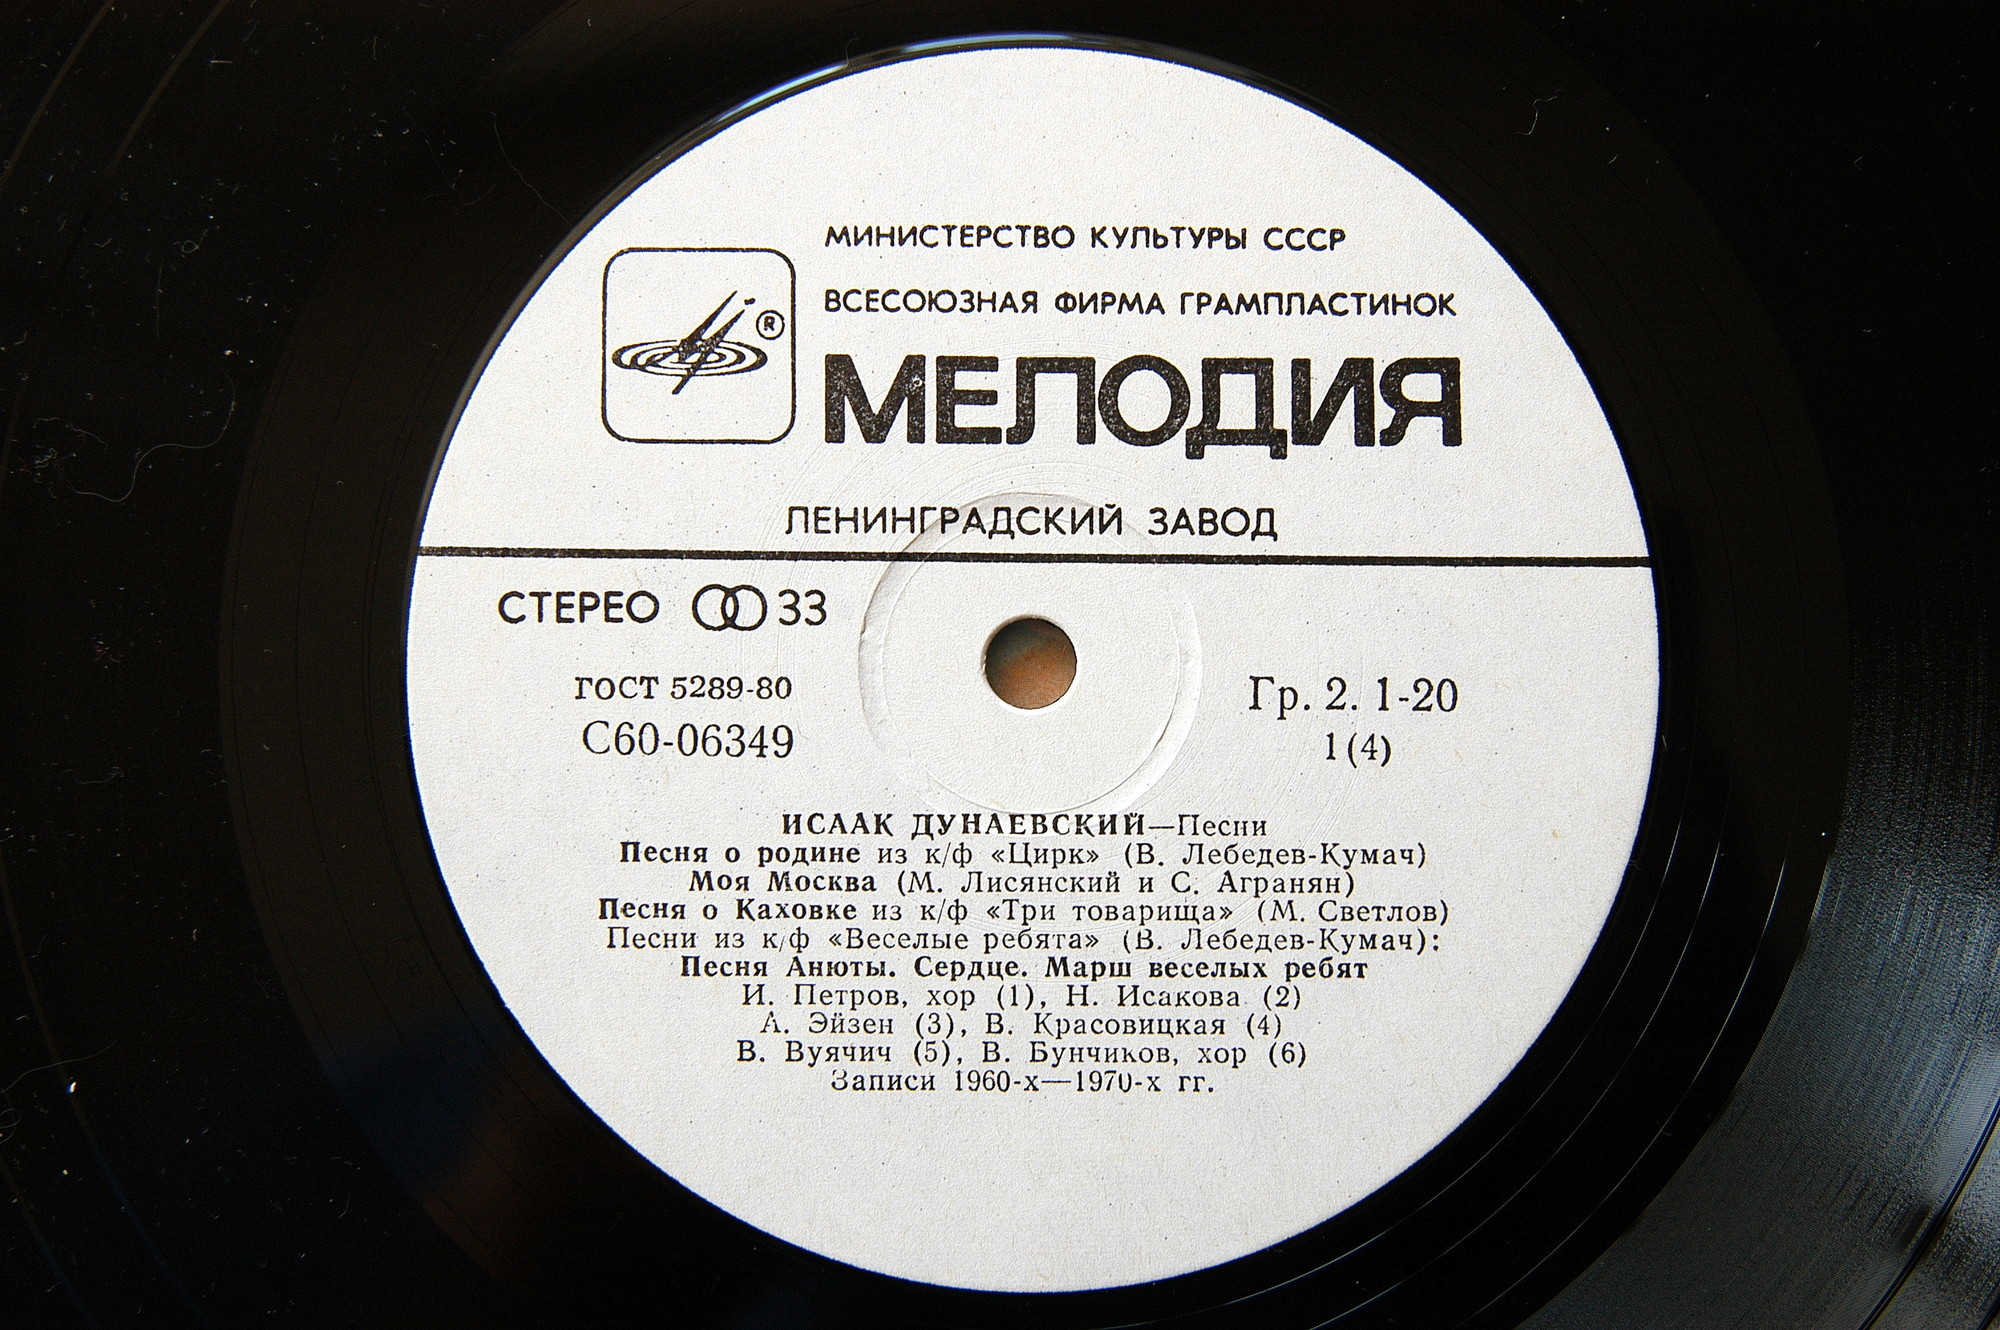 МИНИСТЕРСТВО КУЛЬТУРЫ СССР
ВСЕСОЮЗНАЯ ФИРМА ГРАМПЛАСТИНОК
®
МЕЛОДИЯ
ЛЕНИНГРАДСКИЙ ЗАВОД
СТЕРЕО 33
ГОСТ 5289-80
Гр. 2. 1-20
С60-06349
1(4)
ИСААК ДУНАЕВСКИЙ—Песни
Песня о родине из к/ф «Цирк» (В. Лебедев-Кумач)
Моя Москва (М. Лисянский и С. Агранян)
Песня о Каховке из к/ф «Три товарища» (М. Светлов)
Песни из к/ф «Веселые ребята» (В. Лебедев-Кумач):
Песня Анюты. Сердце. Марш веселых ребят
И. Петров, хор (1), Н. Исакова (2)
А. Эйзен (3), В. Красовицкая (4)
В. Вуячич (5), В. Бунчиков, хор (6)
Записи 1960-х—1970-х гг.